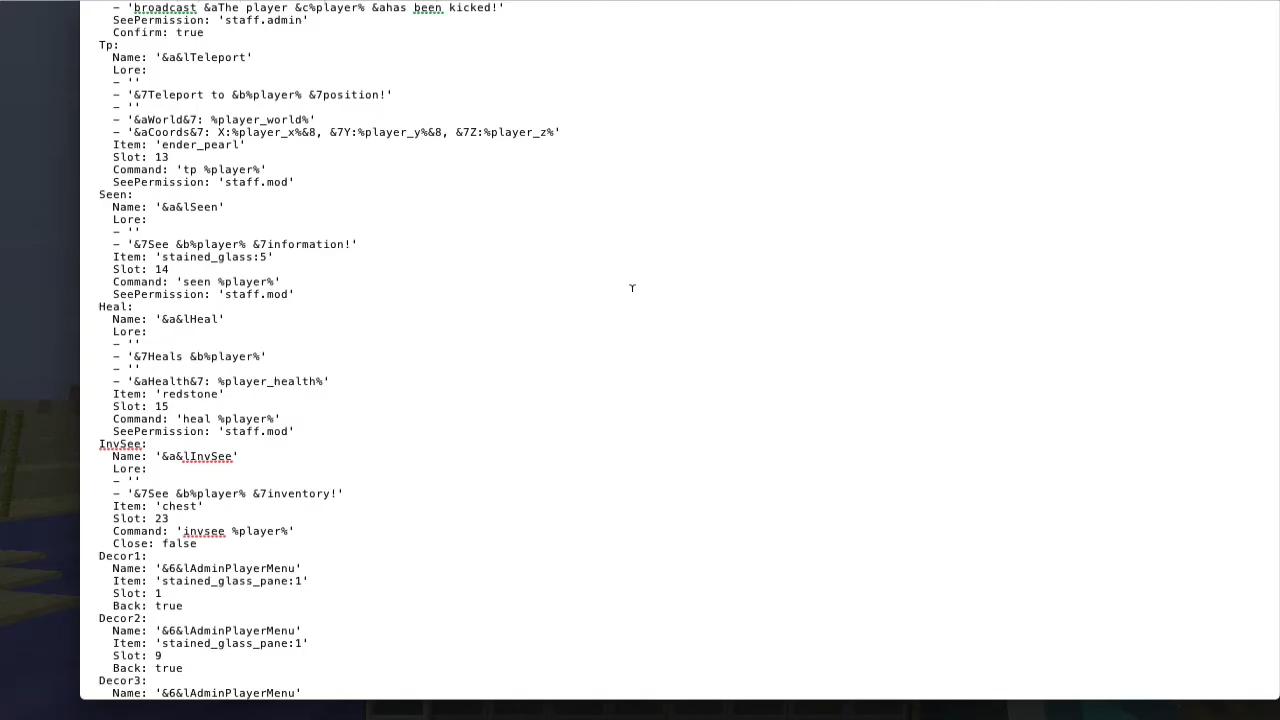 - 'broadcast &aThe player &c%player% &ahas been kicked!'
SeePermission: 'staff.admin'
Confirm: true
Tp:
Name: '&a&lTeleport'
Lore:
- ''
- '&7Teleport to &b%player% &7position!'
- ''
- '&aWorld&7: %player_world%'
- '&aCoords&7: X:%player_x%&8, &7Y:%player_y%&8, &7Z:%player_z%'
Item: 'ender_pearl'
Slot: 13
Command: 'tp %player%'
SeePermission: 'staff.mod'
Seen:
Name: '&a&lSeen'
Lore:
- ''
- '&7See &b%player% &7information!'
Item: 'stained_glass:5'
Slot: 14
Command: 'seen %player%'
SeePermission: 'staff.mod'
Heal:
Name: '&a&lHeal'
Lore:
- ''
- '&7Heals &b%player%'
- ''
- '&aHealth&7: %player_health%'
Item: 'redstone'
Slot: 15
Command: 'heal %player%'
SeePermission: 'staff.mod'
InvSee:
Name: '&a&lInvSee'
Lore:
- ''
- '&7See &b%player% &7inventory!'
Item: 'chest'
Slot: 23
Command: 'invsee %player%'
Close: false
Decor1:
Name: '&6&lAdminPlayerMenu'
Item: 'stained_glass_pane:1'
Slot: 1
Back: true
Decor2:
Name: '&6&lAdminPlayerMenu'
Item: 'stained_glass_pane:1'
Slot: 9
Back: true
Decor3:
Name: '&6&lAdminPlayerMenu'